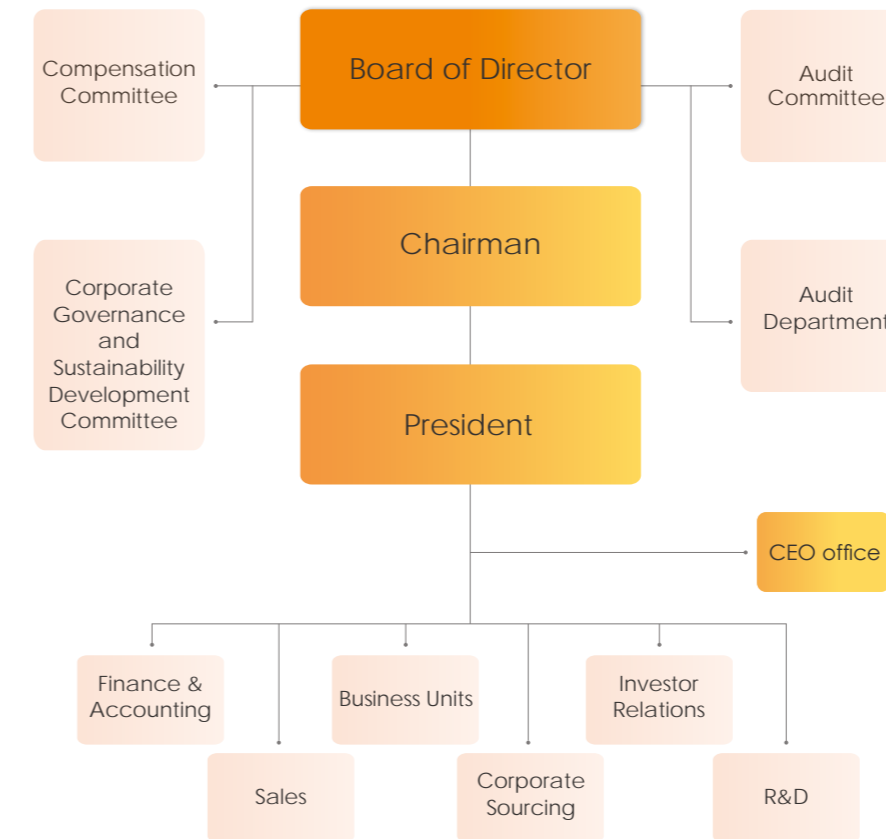 Compensation
Committee
Board of Director
Audit
Committee
Chairman
Corporate
Governance
and
Sustainability
Development
Committee
Audit
Department
President
CEO office
Finance &
Accounting
Business Units
Investor
Relations
Sales
Corporate
Sourcing
R&D